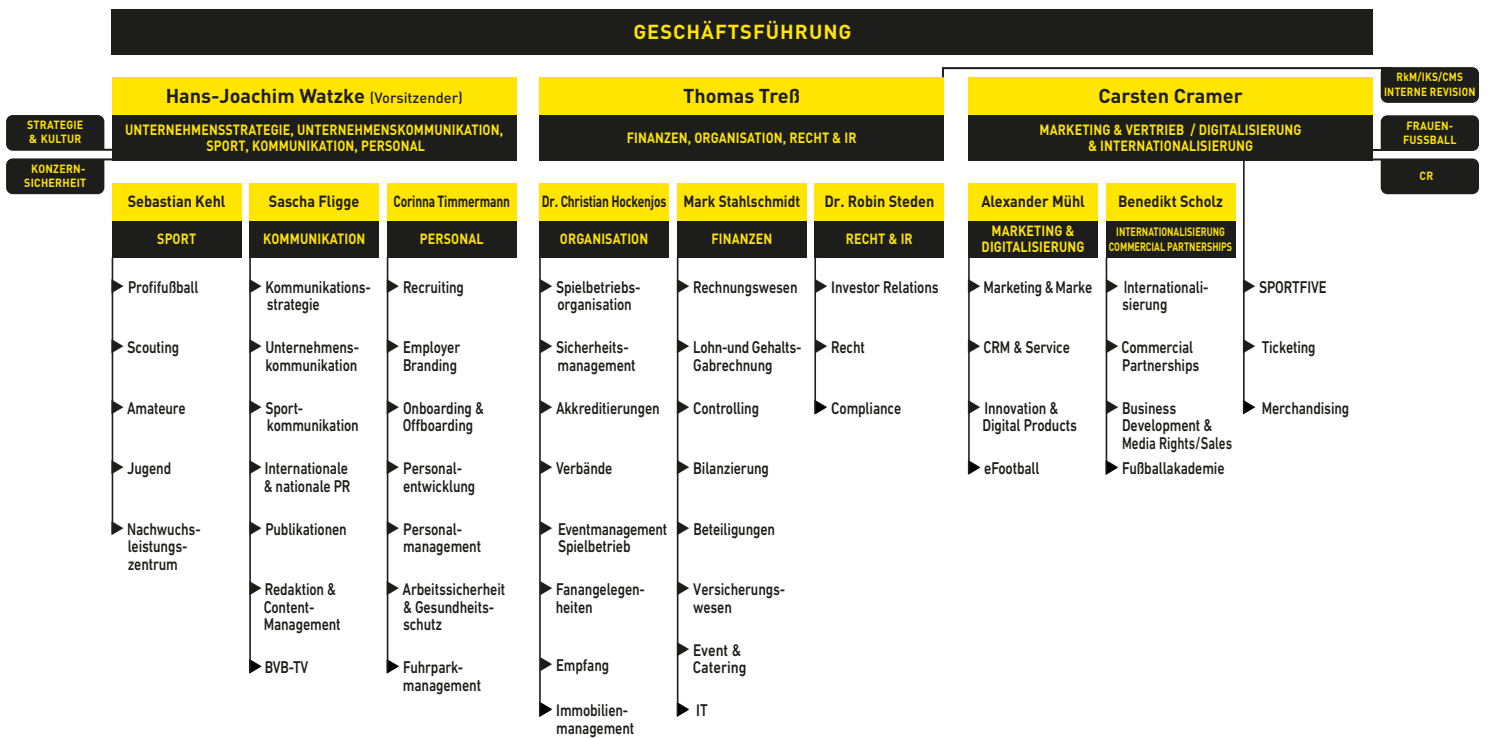 GESCHÄFTSFÜHRUNG
RkM/IKS/CMS
INTERNE REVISION
Hans-Joachim Watzke (Vorsitzender)
Thomas Treß
Carsten Cramer
STRATEGIE
& KULTUR
UNTERNEHMENSSTRATEGIE, UNTERNEHMENSKOMMUNIKATION,
SPORT, KOMMUNIKATION, PERSONAL
FINANZEN, ORGANISATION, RECHT & IR
MARKETING & VERTRIEB / DIGITALISIERUNG
& INTERNATIONALISIERUNG
FRAUEN-
FUSSBALL
KONZERN-
SICHERHEIT
CR
Sebastian Kehl
SPORT
Profifußball
Scouting
Amateure
Jugend
Nachwuchs-
leistungs-
zentrum
Sascha Fligge
KOMMUNIKATION
Kommunikations-
strategie
Unternehmens-
kommunikation
Sport-
kommunikation
Internationale
& nationale PR
Publikationen
Redaktion &
Content-
Management
BVB-TV
Corinna Timmermann
PERSONAL
Recruiting
Employer
Branding
Onboarding &
Offboarding
Personal-
entwicklung
Personal-
management
Arbeitssicherheit
& Gesundheits-
schutz
Fuhrpark-
management
Dr. Christian Hockenjos
ORGANISATION
Spielbetriebs-
organisation
Sicherheits-
management
Akkreditierungen
Verbände
Eventmanagement
Spielbetrieb
Fanangelegen-
heiten
Empfang
Immobilien-
management
Mark Stahlschmidt
FINANZEN
Rechnungswesen
Lohn-und Gehalts-
Gabrechnung
Controlling
Bilanzierung
Beteiligungen
Versicherungs-
wesen
Event &
Catering
IT
Dr. Robin Steden
RECHT & IR
Investor Relations
Recht
Compliance
Alexander Mühl
MARKETING &
DIGITALISIERUNG
Marketing & Marke
CRM & Service
Innovation &
Digital Products
eFootball
Benedikt Scholz
INTERNATIONALISIERUNG
COMMERCIAL PARTNERSHIPS
Internationali-
sierung
Commercial
Partnerships
Business
Development &
Media Rights/Sales
Fußballakademie
SPORTFIVE
Ticketing
Merchandising